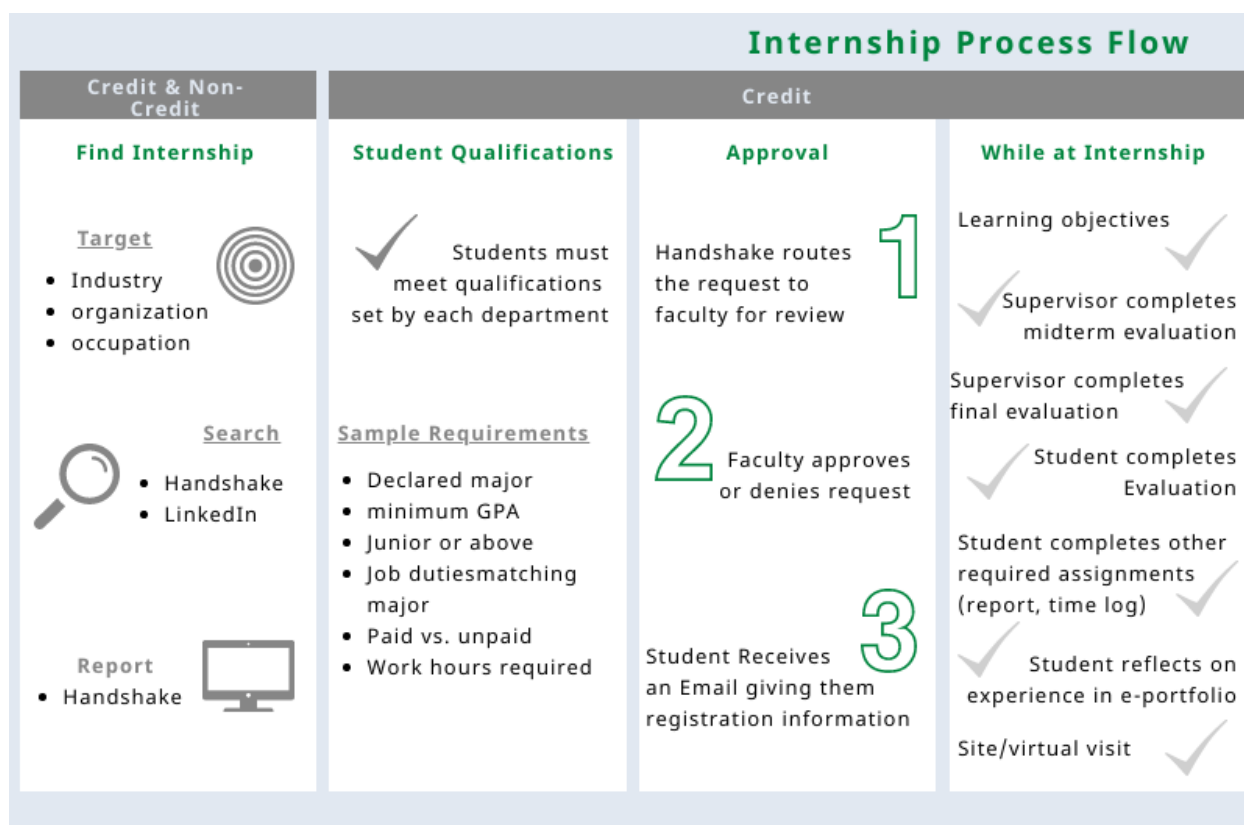 Internship Process Flow
Credit & Non-
Credit
Credit
Find Internship
Target
• Industry
• organization
• occupation
Search
• Handshake
• LinkedIn
Report
• Handshake
Student Qualifications
Students must
meet qualifications
set by each department
Sample Requirements
• Declared major
• minimum GPA
• Junior or above
• Job dutiesmatching
major
• Paid vs. unpaid
• Work hours required
Approval
1
Handshake routes
the request to
faculty for review
2
Faculty approves
or denies request
3
Student Receives
an Email giving them
registration information
While at Internship
Learning objectives
Supervisor completes
midterm evaluation
Supervisor completes
final evaluation
Student completes
Evaluation
Student completes other
required assignments
(report, time log)
Student reflects on
experience in e-portfolio
Site/virtual visit